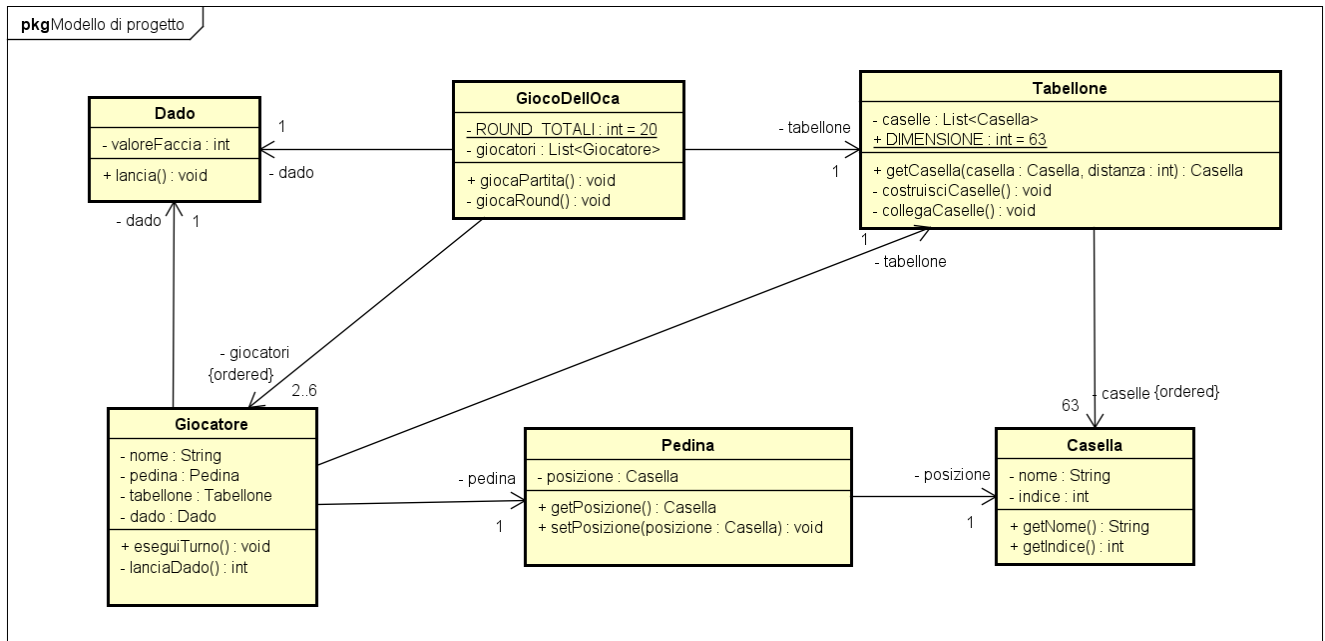 pkg Modello di progetto
Dado
- valoreFaccia : int
+ lancia() : void
1
- dado
GiocoDellOca
- ROUND_TOTALI : int = 20
- giocatori : List<Giocatore>
+ giocaPartita() : void
- giocaRound() : void
- tabellone
1
Tabellone
- caselle : List<Casella>
+ DIMENSIONE : int = 63
+ getCasella(casella : Casella, distanza : int) : Casella
- costruisciCaselle() : void
- collegaCaselle() : void
- dado
1
1
- tabellone
- giocatori
{ordered}
2..6
- caselle {ordered}
63
Giocatore
- nome : String
- pedina : Pedina
- tabellone : Tabellone
- dado : Dado
+ eseguiTurno() : void
- lanciaDado() : int
- pedina
1
Pedina
- posizione : Casella
+ getPosizione() : Casella
+ setPosizione(posizione : Casella) : void
- posizione
1
Casella
- nome : String
- indice : int
+ getNome() : String
+ getIndice() : int